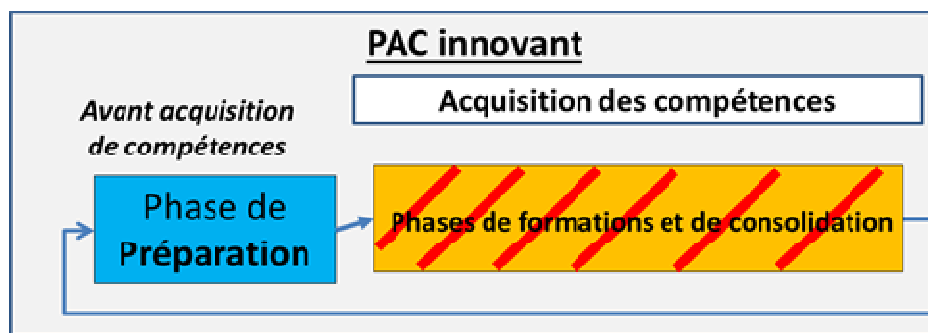 PAC innovant
Acquisition des compétences
Avant acquisition
de compétences
Phase de
Préparation
Phases de formations et de consolidation